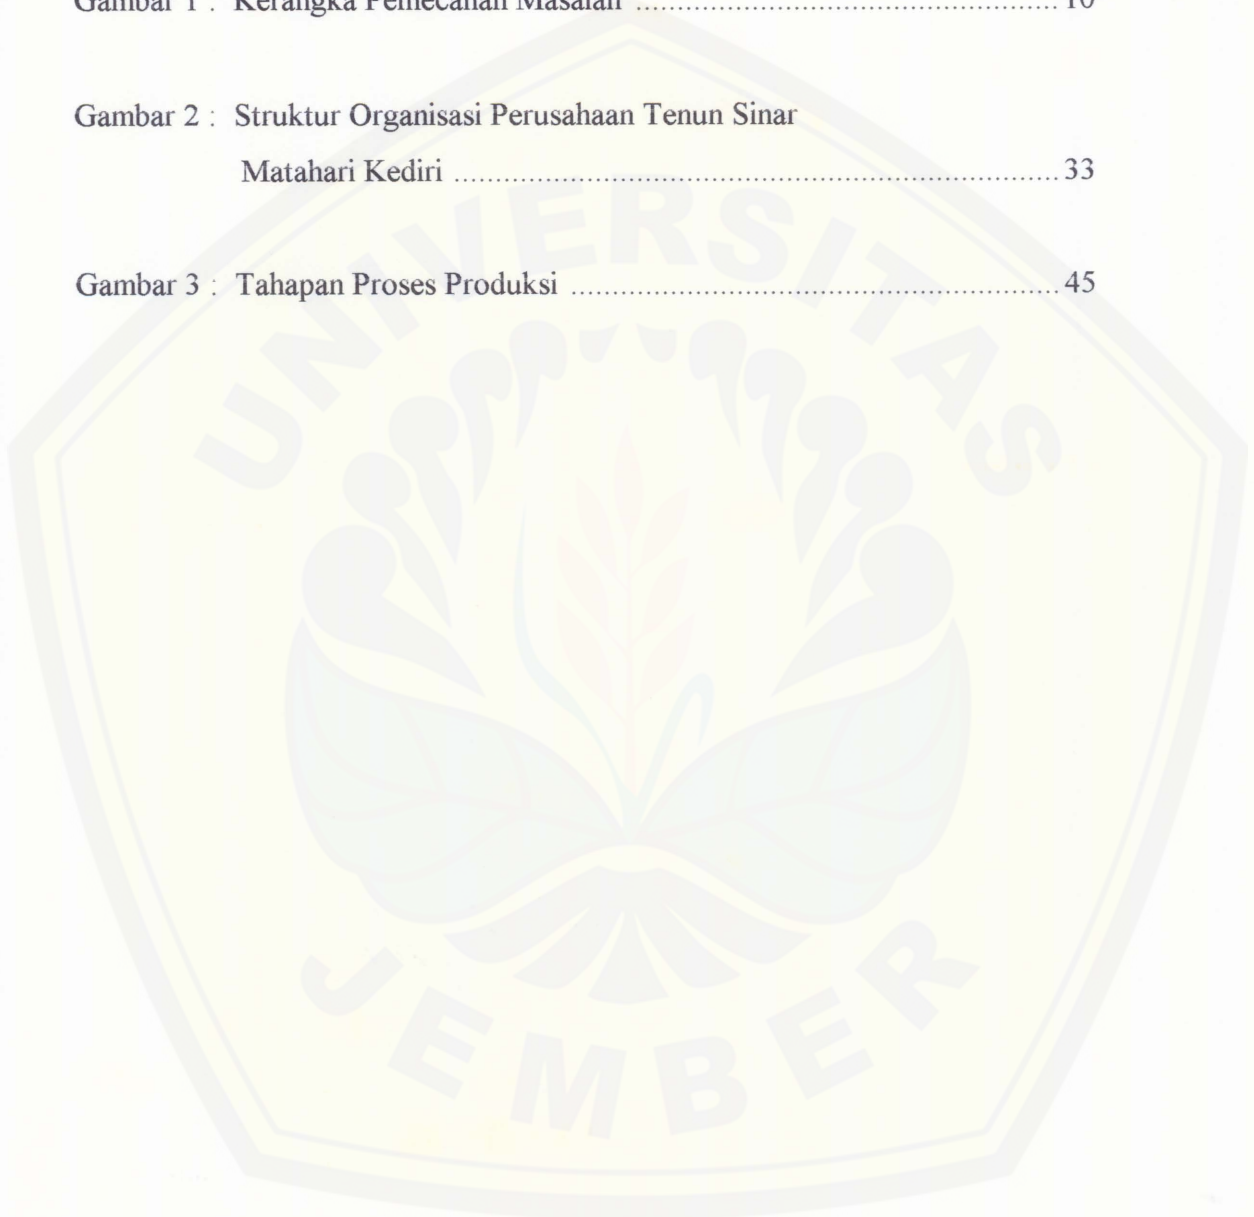 Gambar 1 : Kerangka Pemecahan Masalah .................................................... 10
Gambar 2 : Struktur Organisasi Perusahaan Tenun Sinar
Matahari Kediri .......................................................................... 33
Gambar 3 : Tahapan Proses Produksi ............................................................ 45
UNIVERSITAS
JEMBER